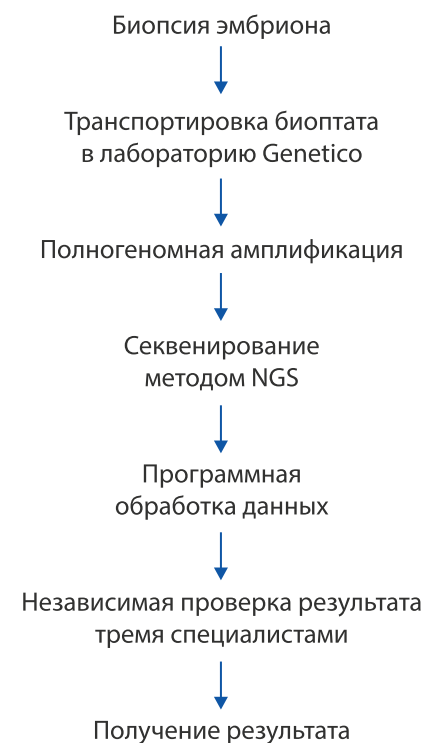 Биопсия эмбриона
Транспортировка биоптата
в лабораторию Genetico
Полногеномная амплификация
Секвенирование
методом NGS
Программная
обработка данных
Независимая проверка результата
тремя специалистами
Получение результата